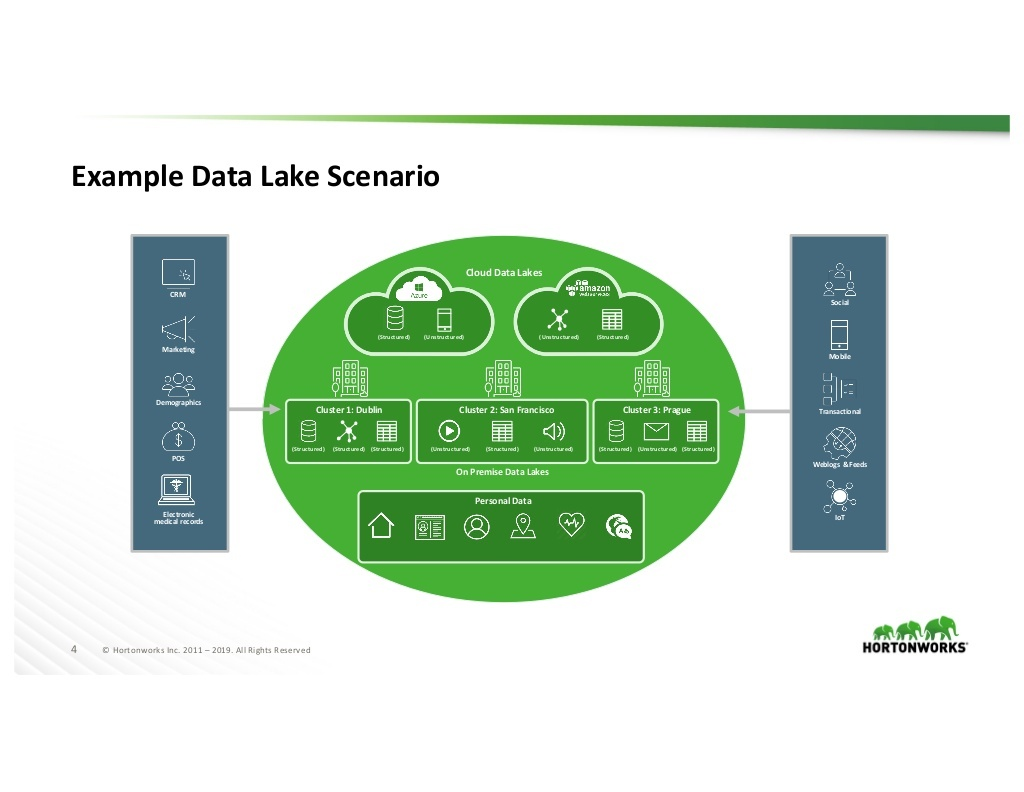 Example Data Lake Scenario
CRM
Marketing
Demographics
POS
Electronic
medical records
Cloud Data Lakes
Azure
(Structured) (Unstructured)
amazon
web services
(Unstructured) (Structured)
Cluster 1: Dublin
(Structured) (Structured) (Structured)
Cluster 2: San Francisco
(Unstructured) (Structured) (Unstructured)
Cluster 3: Prague
(Structured) (Unstructured) (Structured)
On Premise Data Lakes
Personal Data
Social
Mobile
Transactional
Weblogs & Feeds
IoT
4 © Hortonworks Inc. 2011 – 2019. All Rights Reserved
HORTONWORKS